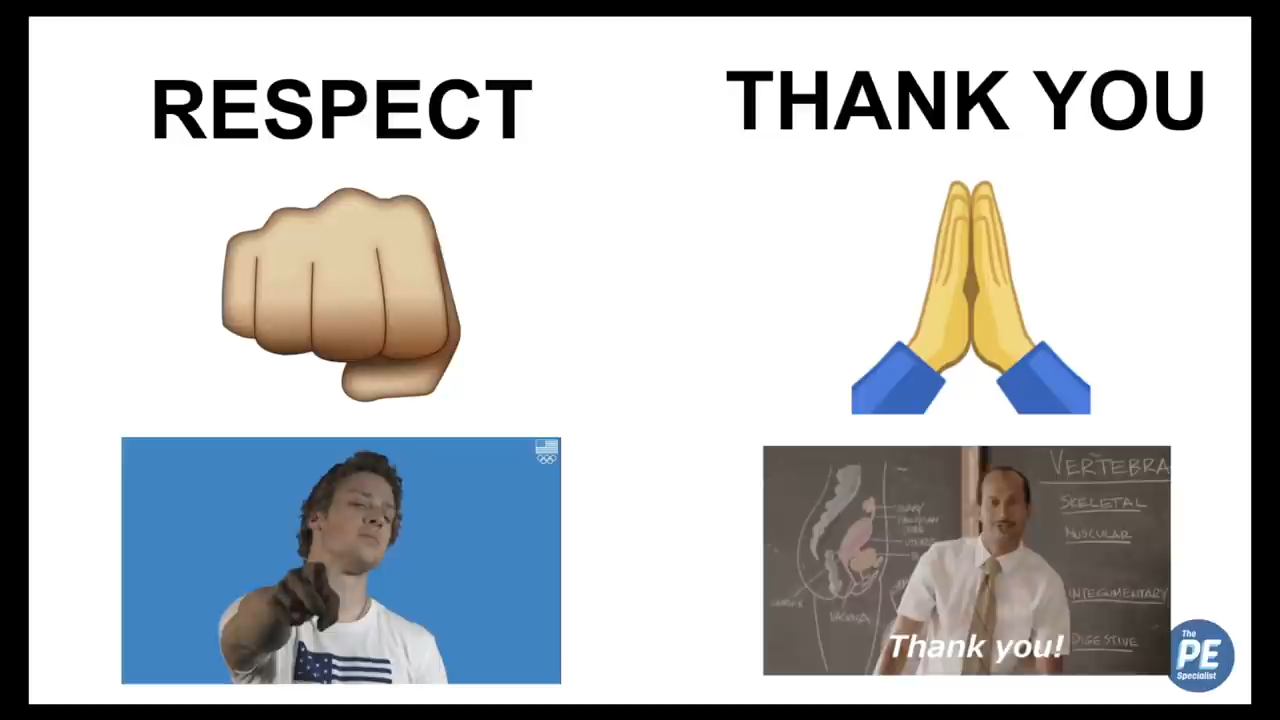 RESPECT
THANK YOU
VERTEBRA
SKELETAL
MUSCULAR
INTEGUMENTARY
DIGESTIVE
Thank you!
The
PE
Specialist